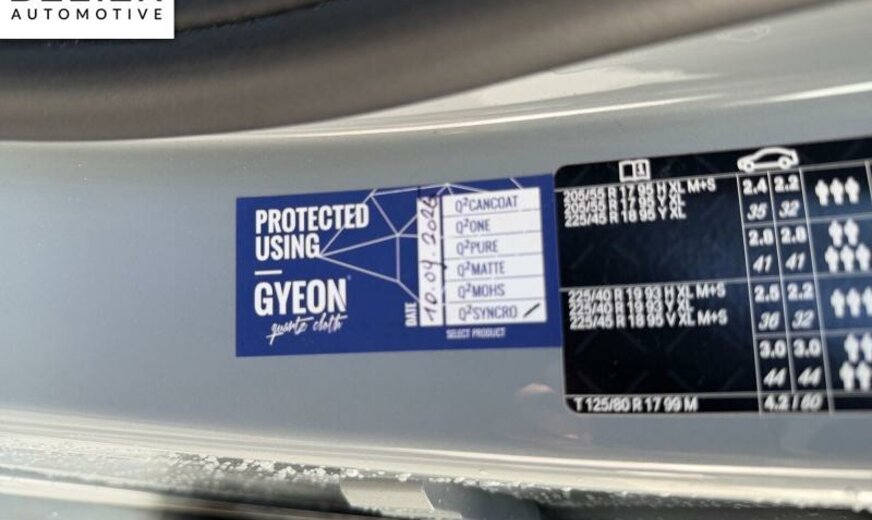 AUTOMOTIVE
PROTECTED
USING
GYEON
quartz cloth
DATE
10.04.2026
Q²CANCOAT
Q²ONE
Q²PURE
Q²MATTE
Q²MOHS
Q²SYNCRO
SELECT PRODUCT
205/55 R 17 95 H XL M+S
205/55 R 17 95 V XL
225/45 R 18 95 Y XL
2.4 2.2
35 32
2.8 2.8
41 41
225/40 R 19 93 H XL M+S
225/40 R 19 93 Y XL
225/45 R 18 95 V XL M+S
2.5 2.2
36 32
3.0 3.0
44 44
T 125/80 R 17 99 M
4.2 / 60